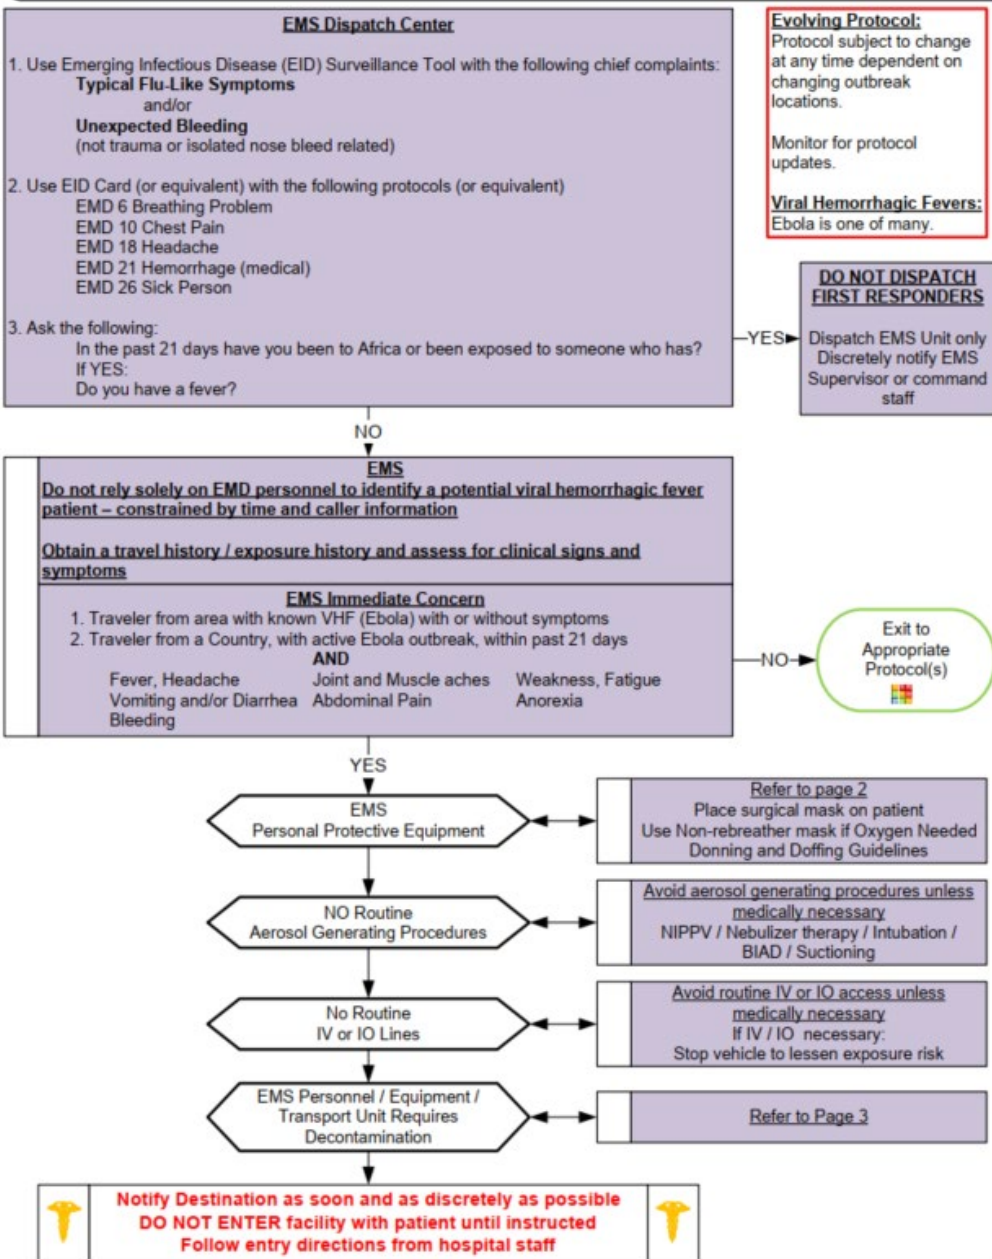 EMS Dispatch Center
1. Use Emerging Infectious Disease (EID) Surveillance Tool with the following chief complaints:
Typical Flu-Like Symptoms
and/or
Unexpected Bleeding
(not trauma or isolated nose bleed related)
2. Use EID Card (or equivalent) with the following protocols (or equivalent)
EMD 6 Breathing Problem
EMD 10 Chest Pain
EMD 18 Headache
EMD 21 Hemorrhage (medical)
EMD 26 Sick Person
3. Ask the following:
In the past 21 days have you been to Africa or been exposed to someone who has?
If YES:
Do you have a fever?
Evolving Protocol:
Protocol subject to change
at any time dependent on
changing outbreak
locations.
Monitor for protocol
updates.
Viral Hemorrhagic Fevers:
Ebola is one of many.
YES
DO NOT DISPATCH
FIRST RESPONDERS
Dispatch EMS Unit only
Discretely notify EMS
Supervisor or command
staff
NO
EMS
Do not rely solely on EMD personnel to identify a potential viral hemorrhagic fever
patient – constrained by time and caller information
Obtain a travel history / exposure history and assess for clinical signs and
symptoms
EMS Immediate Concern
1. Traveler from area with known VHF (Ebola) with or without symptoms
2. Traveler from a Country, with active Ebola outbreak, within past 21 days
AND
Fever, Headache Joint and Muscle aches Weakness, Fatigue
Vomiting and/or Diarrhea Abdominal Pain Anorexia
Bleeding
NO
Exit to
Appropriate
Protocol(s)
YES
EMS
Personal Protective Equipment
Refer to page 2
Place surgical mask on patient
Use Non-rebreather mask if Oxygen Needed
Donning and Doffing Guidelines
NO Routine
Aerosol Generating Procedures
Avoid aerosol generating procedures unless
medically necessary
NIPPV / Nebulizer therapy / Intubation /
BIAD / Suctioning
No Routine
IV or IO Lines
Avoid routine IV or IO access unless
medically necessary
If IV / IO necessary:
Stop vehicle to lessen exposure risk
EMS Personnel / Equipment /
Transport Unit Requires
Decontamination
Refer to Page 3
Notify Destination as soon and as discretely as possible
DO NOT ENTER facility with patient until instructed
Follow entry directions from hospital staff